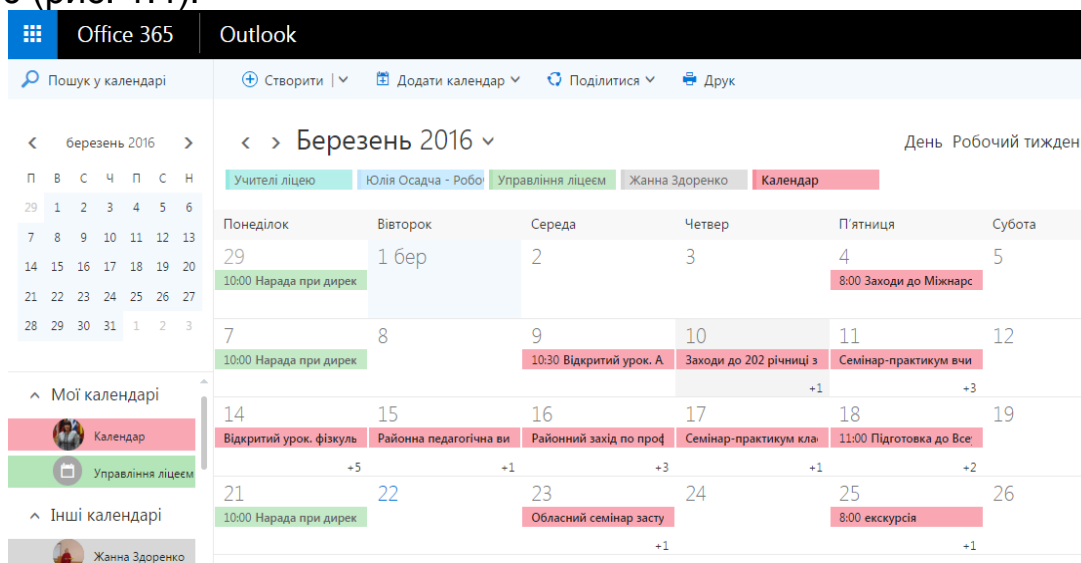 Office 365 Outlook
Пошук у календарі Створити Додати календар Поділитися Друк
березень 2016
П В С Ч П С Н
29 1 2 3 4 5 6
7 8 9 10 11 12 13
14 15 16 17 18 19 20
21 22 23 24 25 26 27
28 29 30 31 1 2 3
Мої календарі
Календар
Управління ліцеєм
Інші календарі
Жанна Здоренко
Березень 2016 День Робочий тижден
Учителі ліцею Юлія Осадча - Робо Управління ліцеєм Жанна Здоренко Календар
Понеділок Вівторок Середа Четвер П'ятниця Субота
29 1 бер 2 3 4 5
10:00 Нарада при дирек 8:00 Заходи до Міжнарс
7 8 9 10 11 12
10:00 Нарада при дирек 10:30 Відкритий урок. А Заходи до 202 річниці з Семінар-практикум вчи
+1 +3
14 15 16 17 18 19
Відкритий урок. фізкуль Районна педагогічна ви Районний захід по проф Семінар-практикум кла 11:00 Підготовка до Все
+5 +1 +3 +1 +2
21 22 23 24 25 26
10:00 Нарада при дирек Обласний семінар засту 8:00 екскурсія
+1 +1